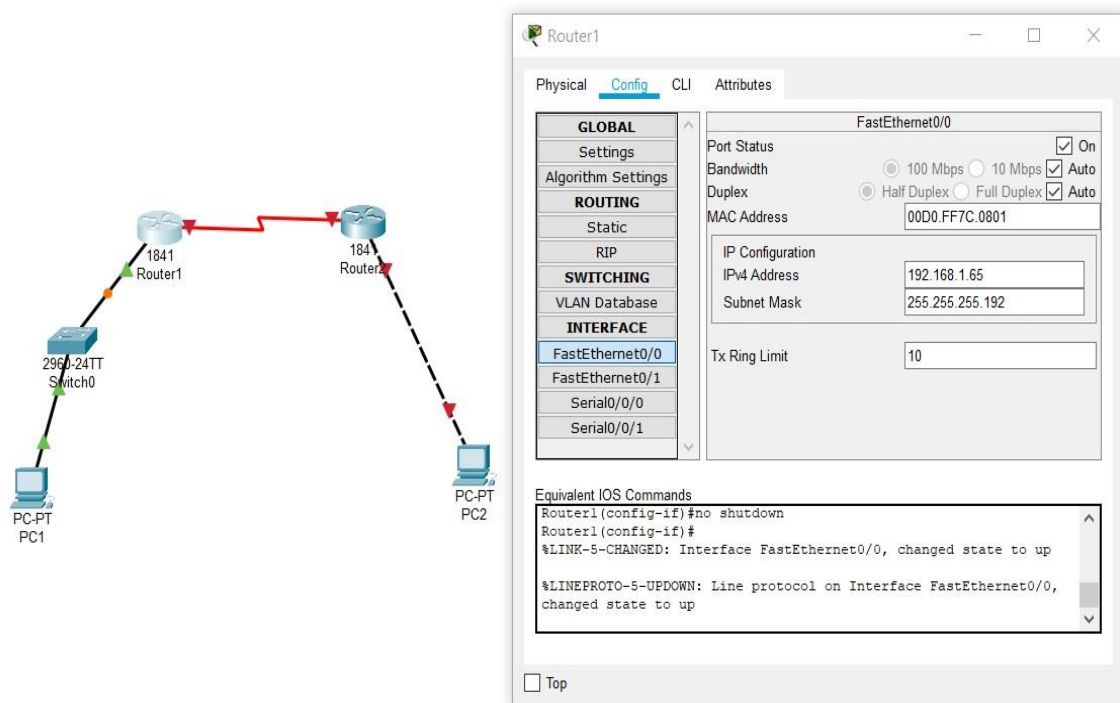 1841
Router1
184
Router2
2960-24TT
Switch0
PC-PT
PC1
PC-PT
PC2
Router1
Physical Config CLI Attributes
GLOBAL
Settings
Algorithm Settings
ROUTING
Static
RIP
SWITCHING
VLAN Database
INTERFACE
FastEthernet0/0
FastEthernet0/1
Serial0/0/0
Serial0/0/1
FastEthernet0/0
Port Status On
Bandwidth 100 Mbps 10 Mbps Auto
Duplex Half Duplex Full Duplex Auto
MAC Address 00D0.FF7C.0801
IP Configuration
IPv4 Address 192.168.1.65
Subnet Mask 255.255.255.192
Tx Ring Limit 10
Equivalent IOS Commands
Router1(config-if)#no shutdown
Router1(config-if)#
%LINK-5-CHANGED: Interface FastEthernet0/0, changed state to up
%LINEPROTO-5-UPDOWN: Line protocol on Interface FastEthernet0/0,
changed state to up
Top